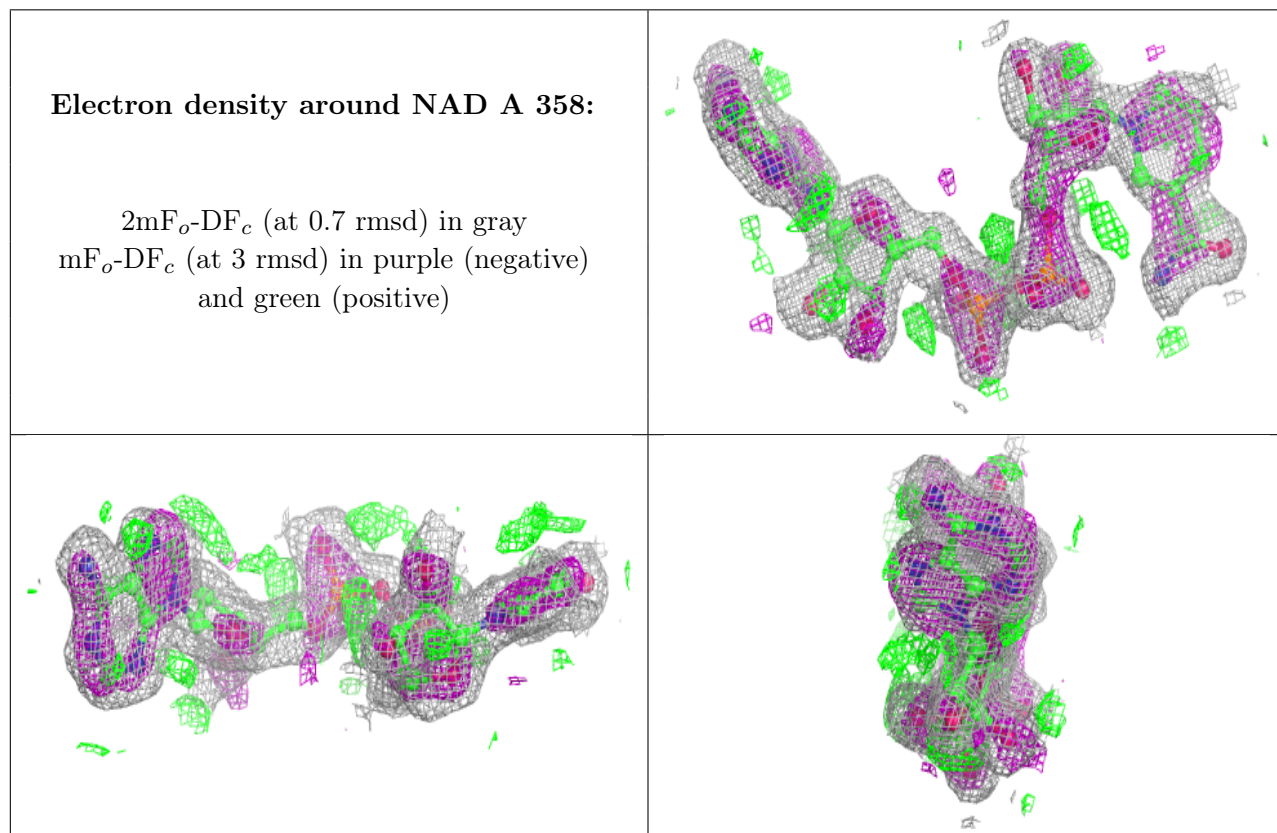 Electron density around NAD A 358:
2mFo-DFc (at 0.7 rmsd) in gray
mFo-DFc (at 3 rmsd) in purple (negative)
and green (positive)